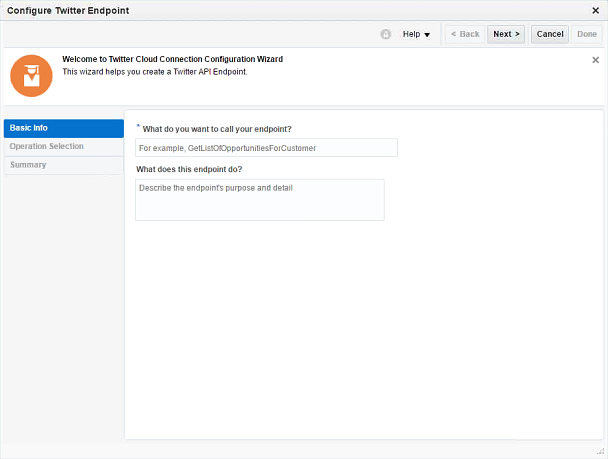 Configure Twitter Endpoint
Help
< Back
Next >
Cancel
Done
Welcome to Twitter Cloud Connection Configuration Wizard
This wizard helps you create a Twitter API Endpoint.
Basic Info
Operation Selection
Summary
* What do you want to call your endpoint?
For example, GetListOfOpportunitiesForCustomer
What does this endpoint do?
Describe the endpoint's purpose and detail